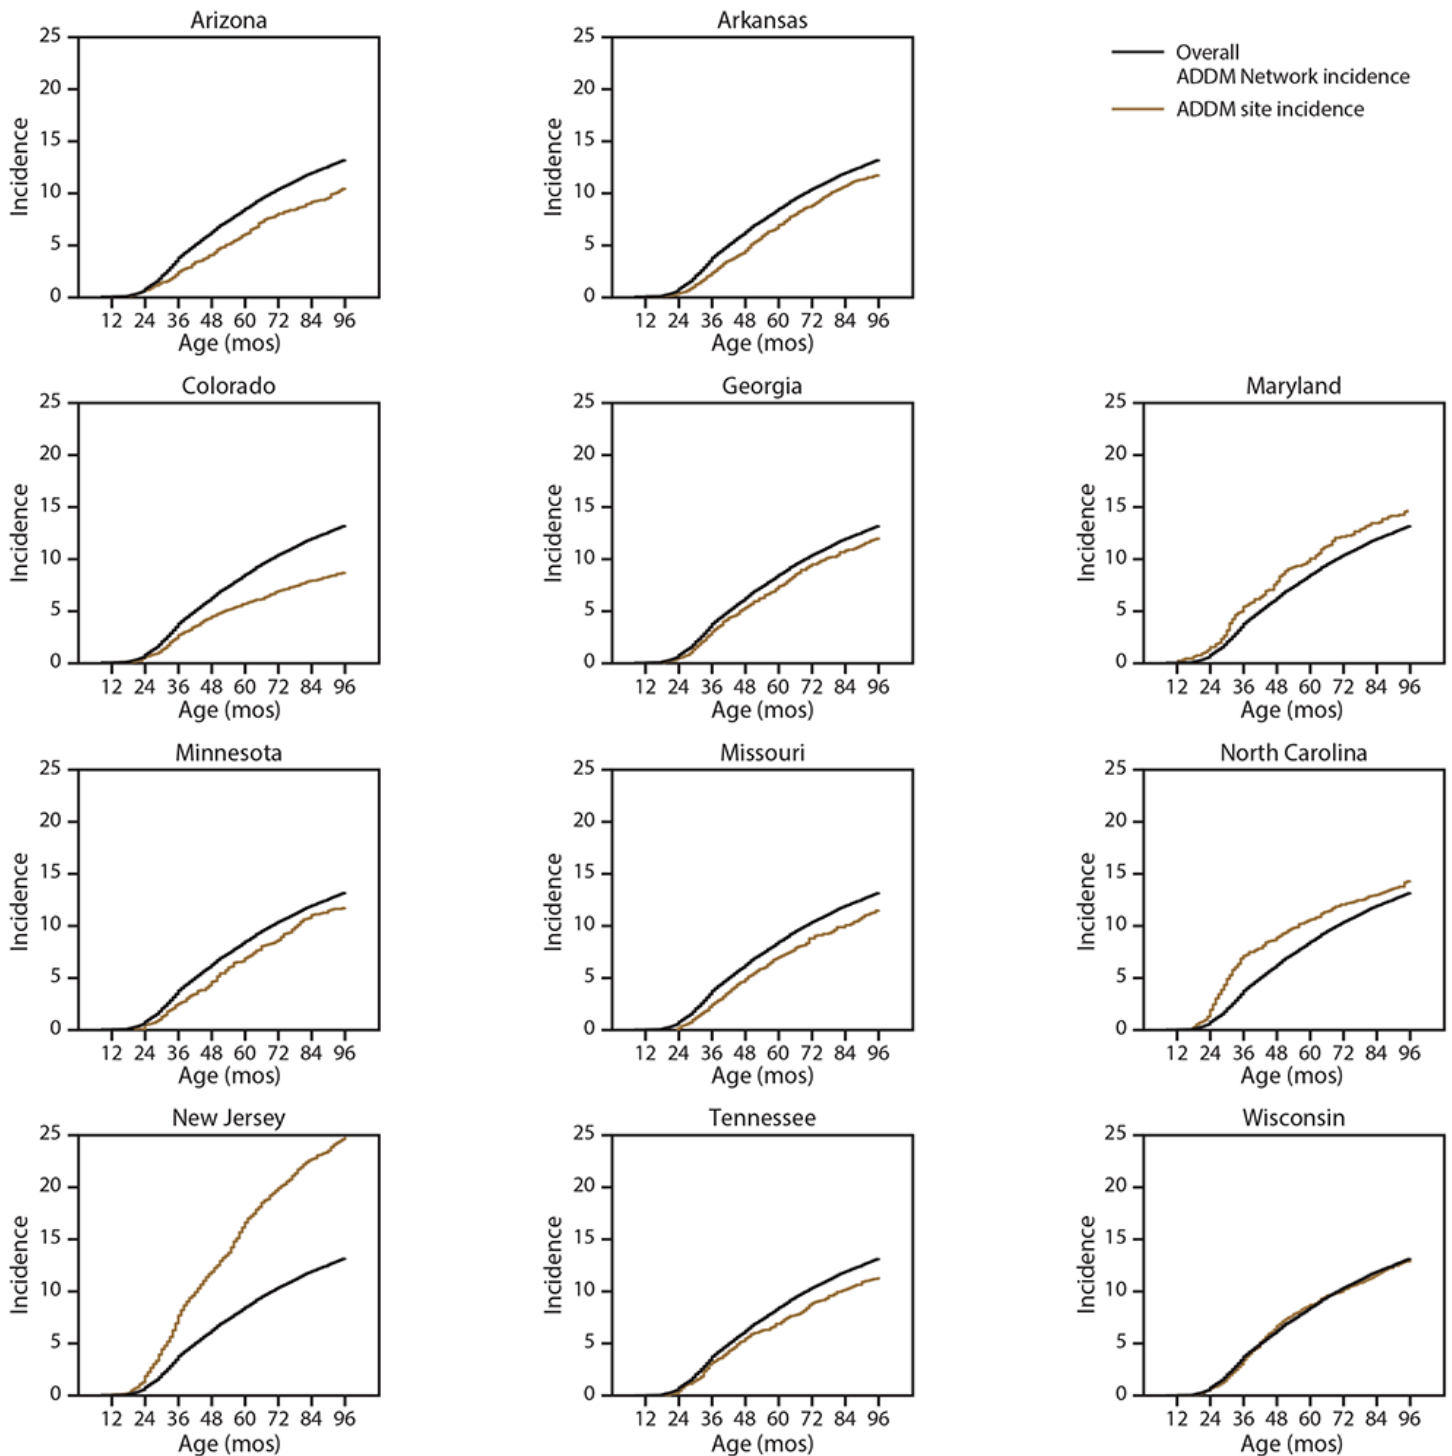 Arizona
25
20
15
10
5
0
Incidence
12 24 36 48 60 72 84 96
Age (mos)
Arkansas
25
20
15
10
5
0
Incidence
12 24 36 48 60 72 84 96
Age (mos)
Overall
ADDM Network incidence
ADDM site incidence
Colorado
25
20
15
10
5
0
Incidence
12 24 36 48 60 72 84 96
Age (mos)
Georgia
25
20
15
10
5
0
Incidence
12 24 36 48 60 72 84 96
Age (mos)
Maryland
25
20
15
10
5
0
Incidence
12 24 36 48 60 72 84 96
Age (mos)
Minnesota
25
20
15
10
5
0
Incidence
12 24 36 48 60 72 84 96
Age (mos)
Missouri
25
20
15
10
5
0
Incidence
12 24 36 48 60 72 84 96
Age (mos)
North Carolina
25
20
15
10
5
0
Incidence
12 24 36 48 60 72 84 96
Age (mos)
New Jersey
25
20
15
10
5
0
Incidence
12 24 36 48 60 72 84 96
Age (mos)
Tennessee
25
20
15
10
5
0
Incidence
12 24 36 48 60 72 84 96
Age (mos)
Wisconsin
25
20
15
10
5
0
Incidence
12 24 36 48 60 72 84 96
Age (mos)